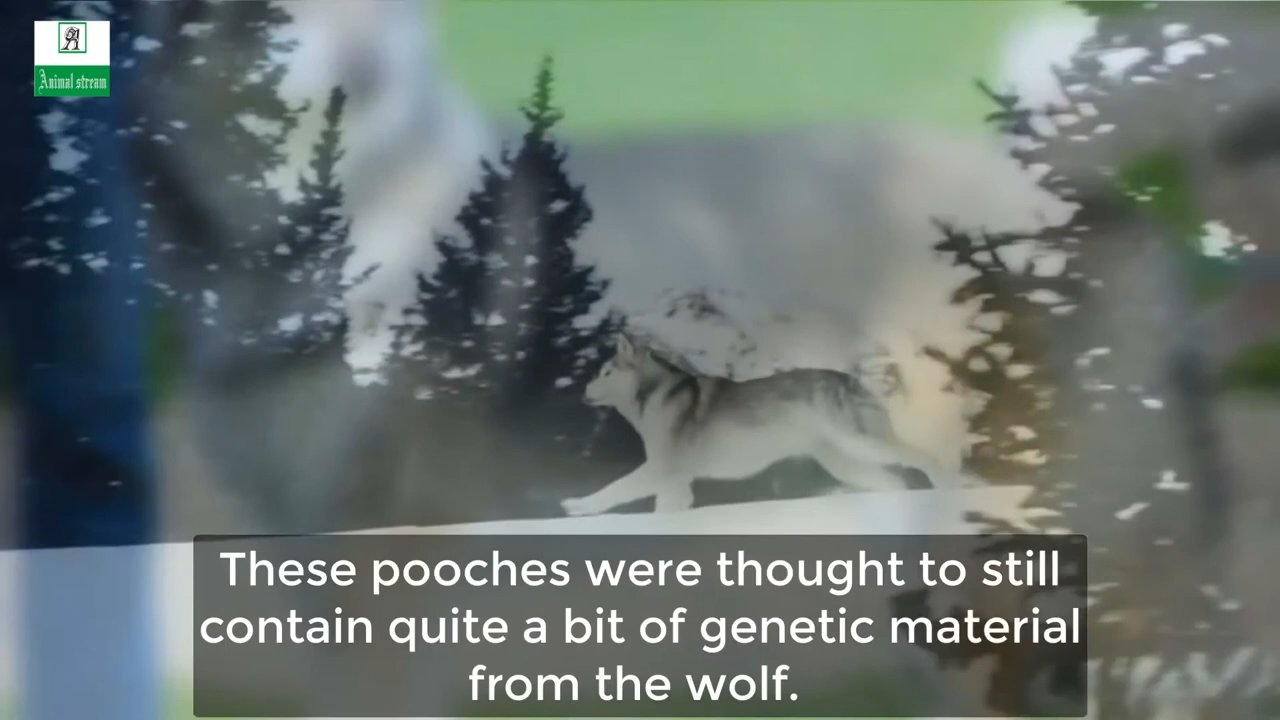 Animal stream
These pooches were thought to still
contain quite a bit of genetic material
from the wolf.